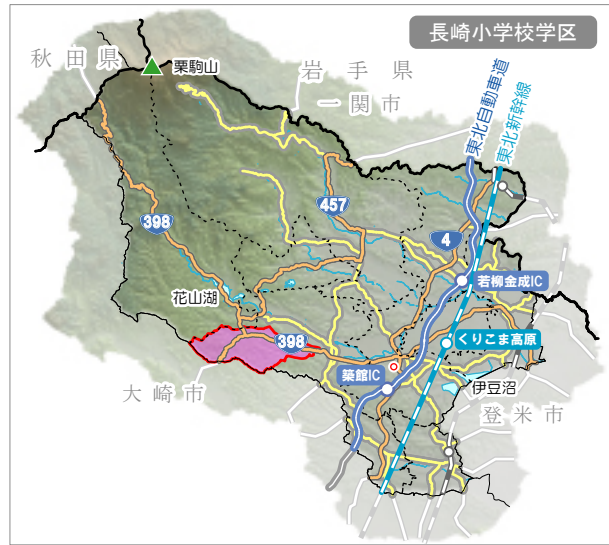 長崎小学校学区
秋田県
栗駒山
岩手県
一関市
東北自動車道
東北新幹線
398
457
4
花山湖
若柳金成IC
398
くりこま高原
築館IC
伊豆沼
大崎市
登米市